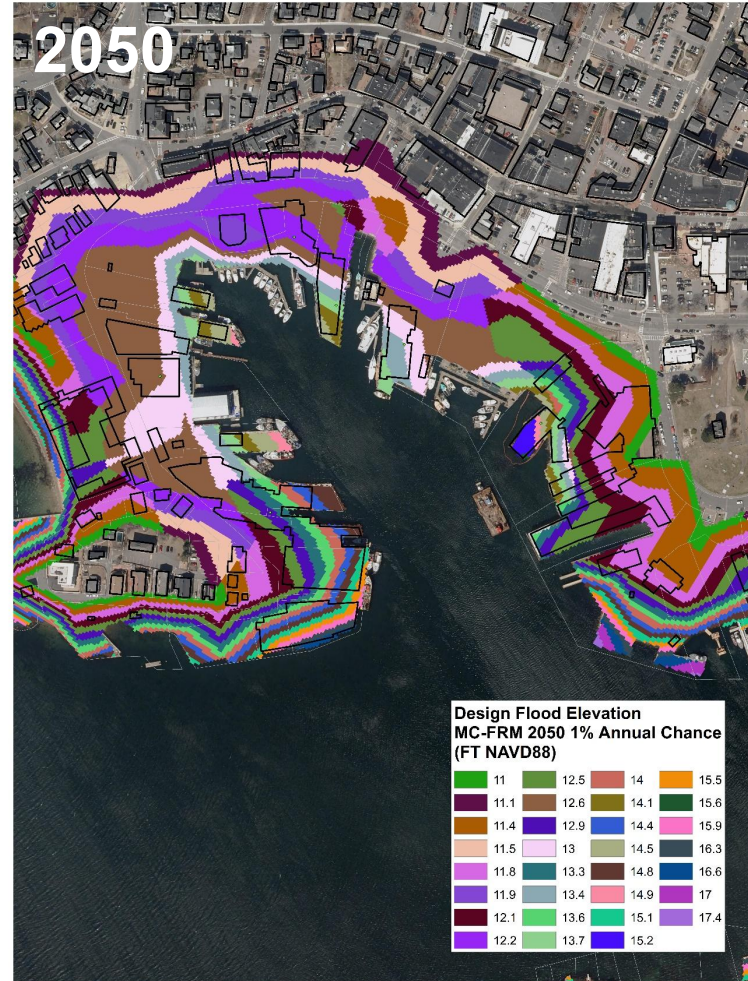 2050
Design Flood Elevation
MC-FRM 2050 1% Annual Chance
(FT NAVD88)
11 12.5 14 15.5
11.1 12.6 14.1 15.6
11.4 12.9 14.4 15.9
11.5 13 14.5 16.3
11.8 13.3 14.8 16.6
11.9 13.4 14.9 17
12.1 13.6 15.1 17.4
12.2 13.7 15.2